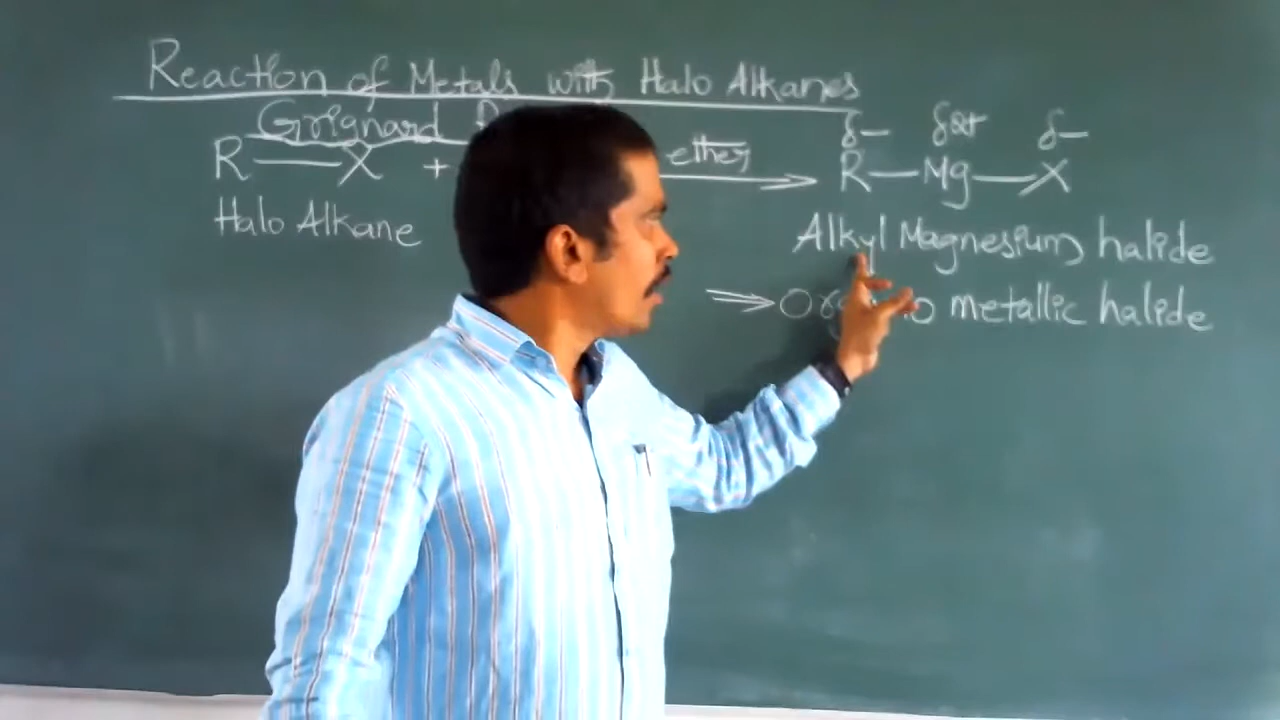 Reaction of Metals with Halo Alkanes
Grignard
R—X + ether → R—Mg—X
δ– δ&+ δ–
Halo Alkane
Alkyl Magnesium halide
⇒ metallic halide